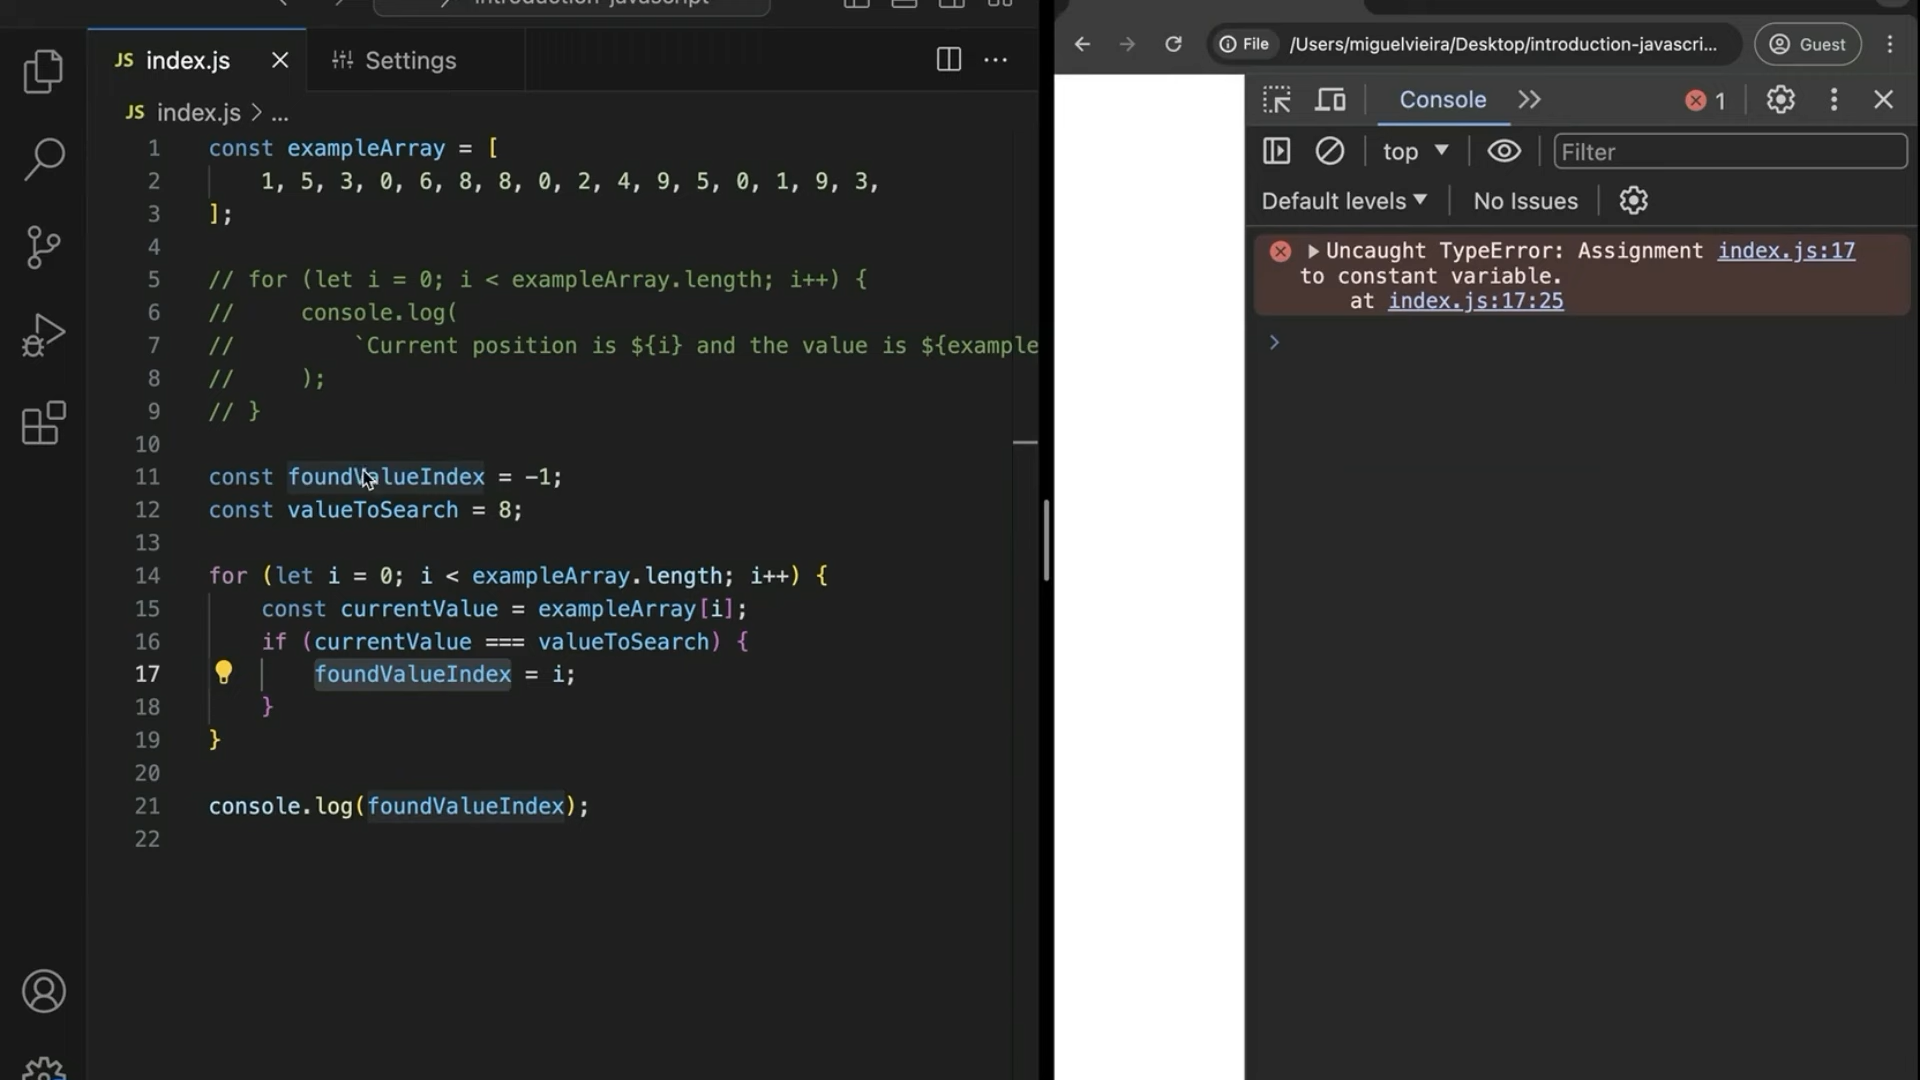 introduction-javascript
JS index.js
Settings
JS index.js > ...
1 const exampleArray = [
2 1, 5, 3, 0, 6, 8, 8, 0, 2, 4, 9, 5, 0, 1, 9, 3,
3 ];
4
5 // for (let i = 0; i < exampleArray.length; i++) {
6 // console.log(
7 // `Current position is ${i} and the value is ${example
8 // );
9 // }
10
11 const foundValueIndex = -1;
12 const valueToSearch = 8;
13
14 for (let i = 0; i < exampleArray.length; i++) {
15 const currentValue = exampleArray[i];
16 if (currentValue === valueToSearch) {
17 foundValueIndex = i;
18 }
19 }
20
21 console.log(foundValueIndex);
22
File /Users/miguelvieira/Desktop/introduction-javascri...
Guest
Console
1
top
Filter
Default levels
No Issues
Uncaught TypeError: Assignment index.js:17
to constant variable.
at index.js:17:25